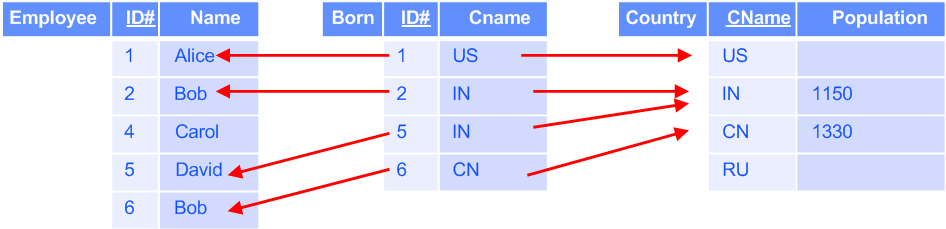 Employee ID# Name Born ID# Cname Country CName Population
1 Alice 1 US US
2 Bob 2 IN IN 1150
4 Carol 5 IN CN 1330
5 David 6 CN RU
6 Bob